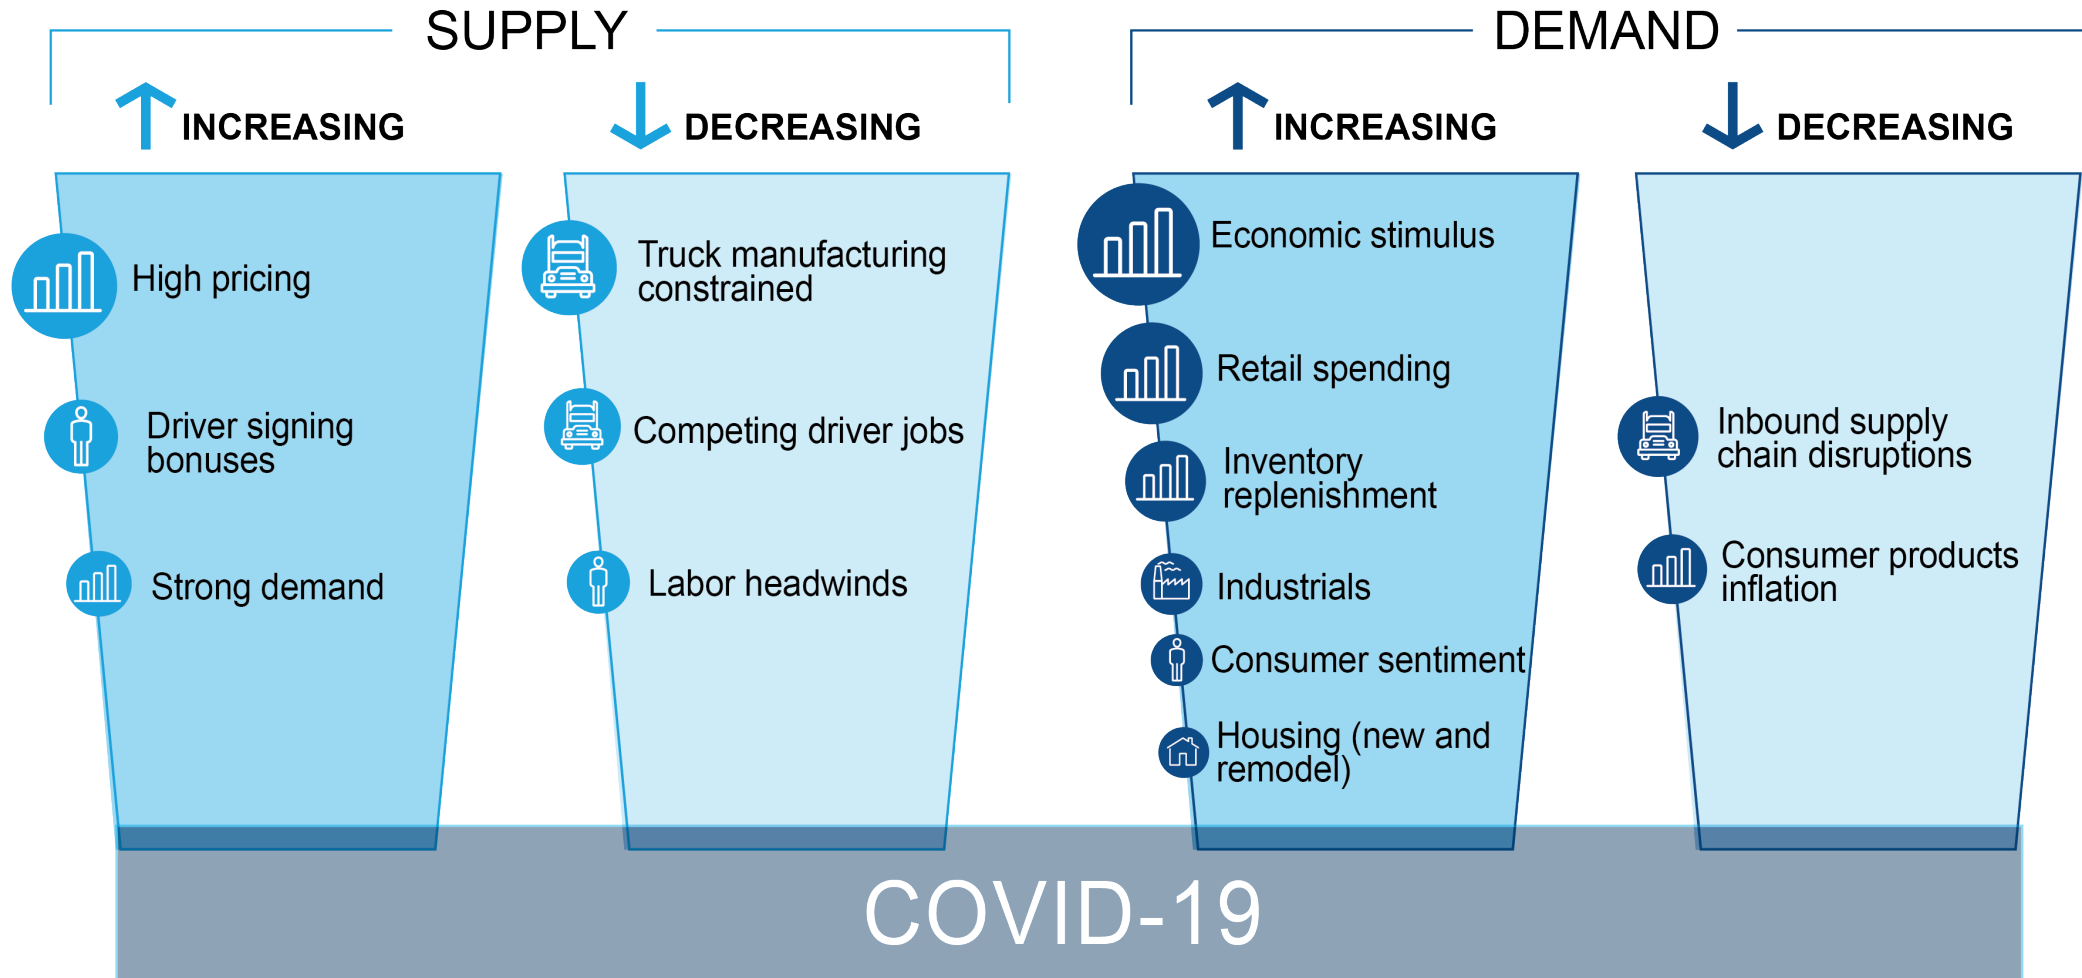 SUPPLY
INCREASING
High pricing
Driver signing
bonuses
Strong demand
DECREASING
Truck manufacturing
constrained
Competing driver jobs
Labor headwinds
DEMAND
INCREASING
Economic stimulus
Retail spending
Inventory
replenishment
Industrials
Consumer sentiment
Housing (new and
remodel)
DECREASING
Inbound supply
chain disruptions
Consumer products
inflation
COVID-19